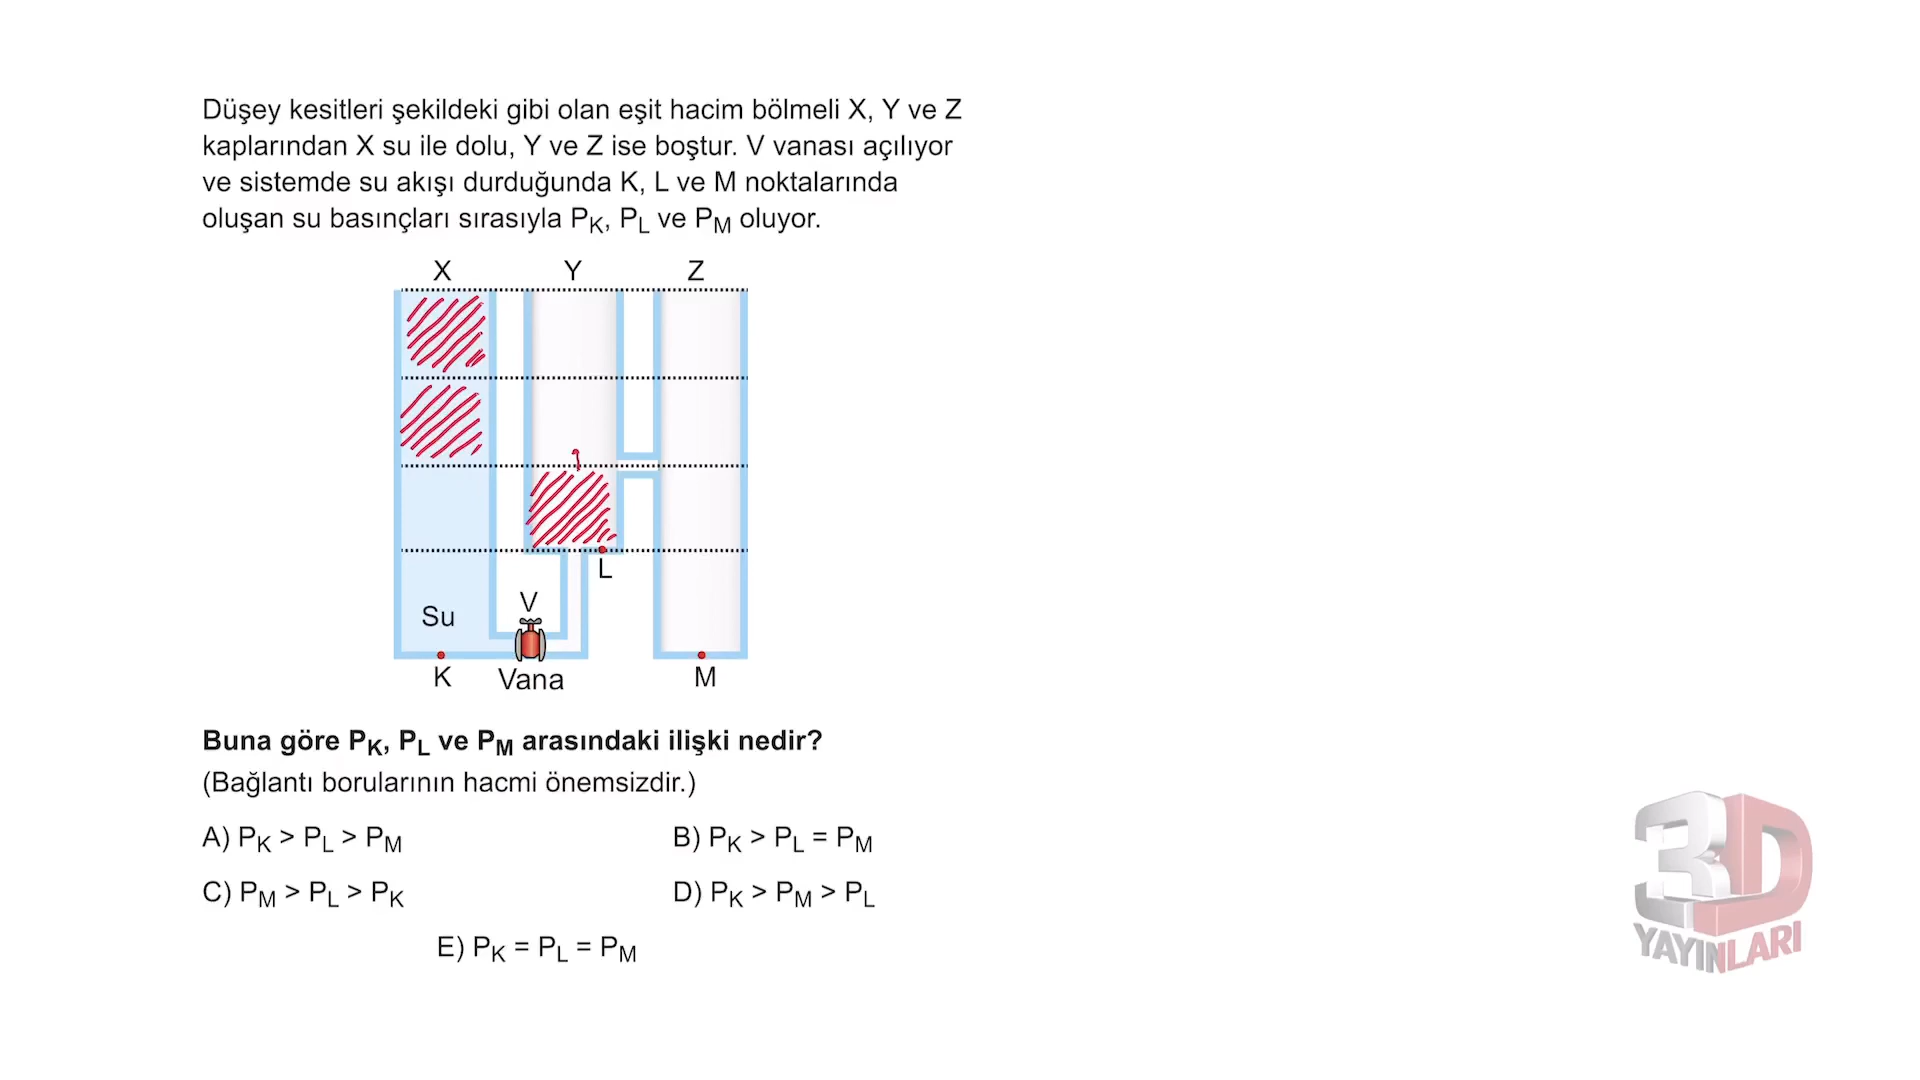 Düşey kesitleri şekildeki gibi olan eşit hacim bölmeli X, Y ve Z
kaplarından X su ile dolu, Y ve Z ise boştur. V vanası açılıyor
ve sistemde su akışı durduğunda K, L ve M noktalarında
oluşan su basınçları sırasıyla PK, PL ve PM oluyor.
X Y Z
L
V
Su
K Vana M
Buna göre PK, PL ve PM arasındaki ilişki nedir?
(Bağlantı borularının hacmi önemsizdir.)
A) PK > PL > PM B) PK > PL = PM
C) PM > PL > PK D) PK > PM > PL
E) PK = PL = PM
3D
YAYINLARI